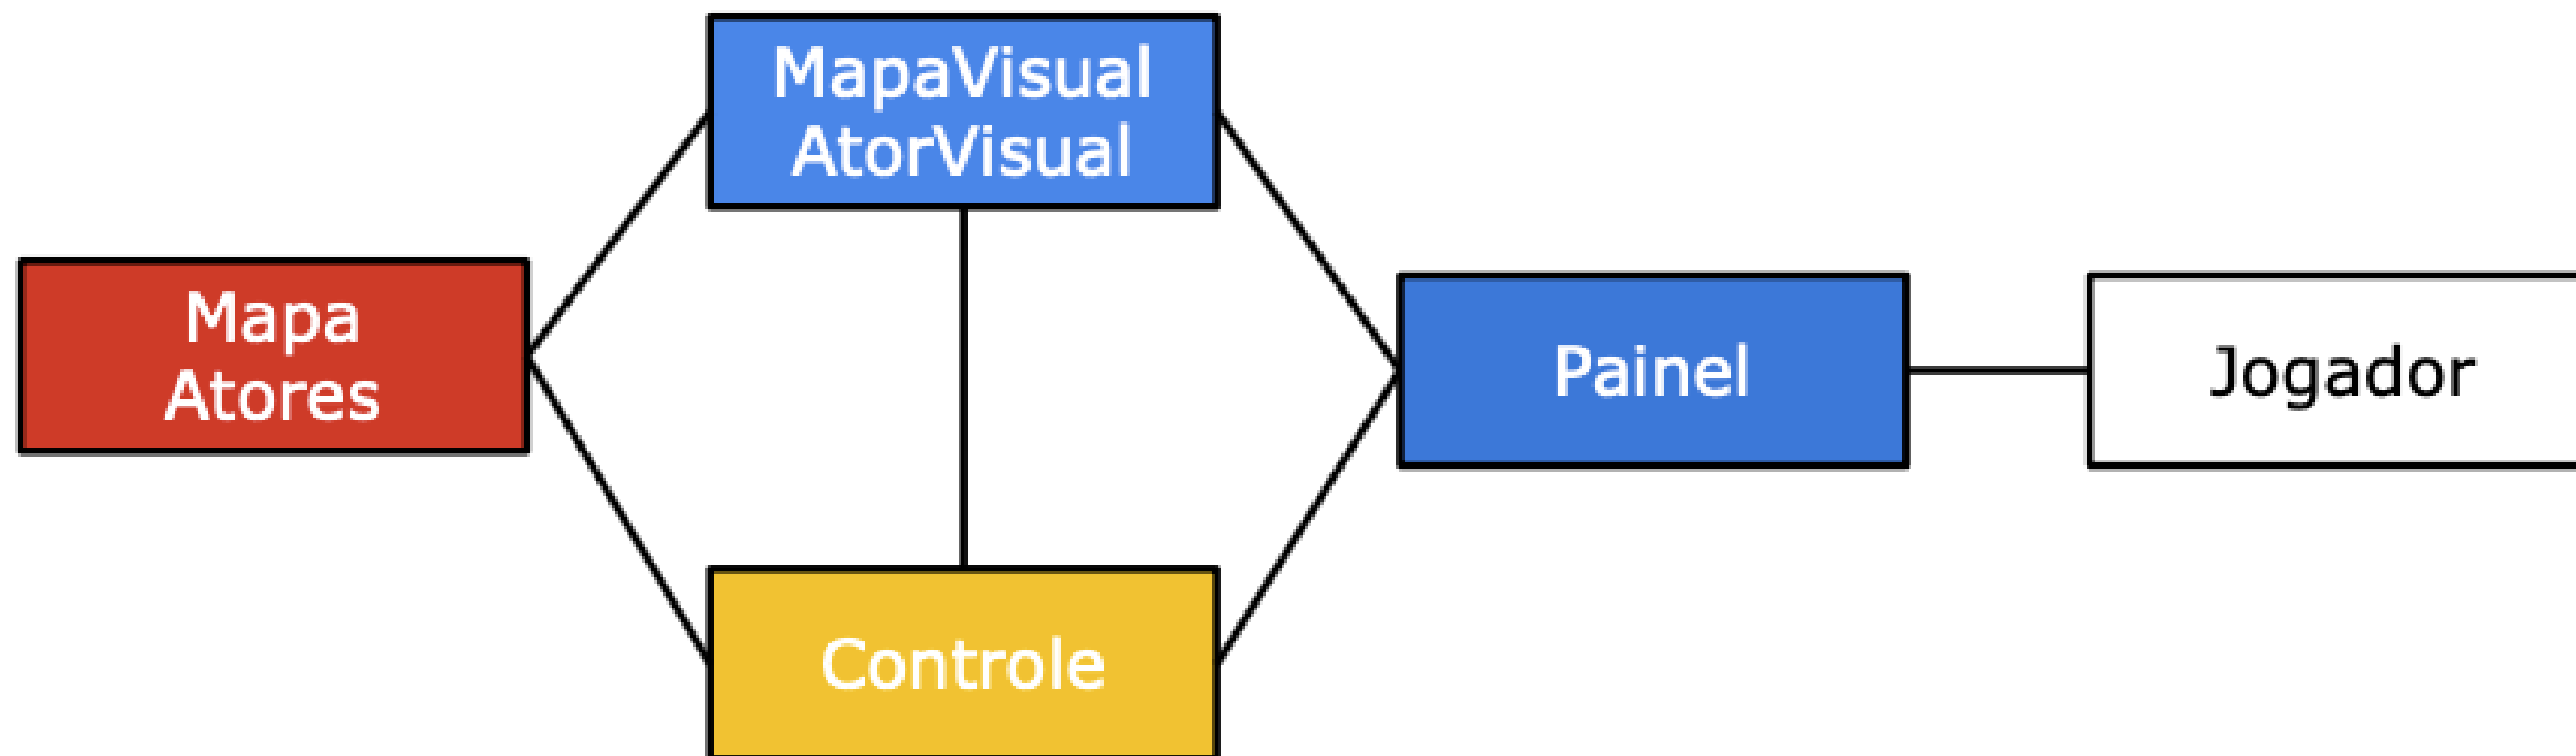 MapaVisual
AtorVisual
Mapa
Atores
Painel
Jogador
Controle